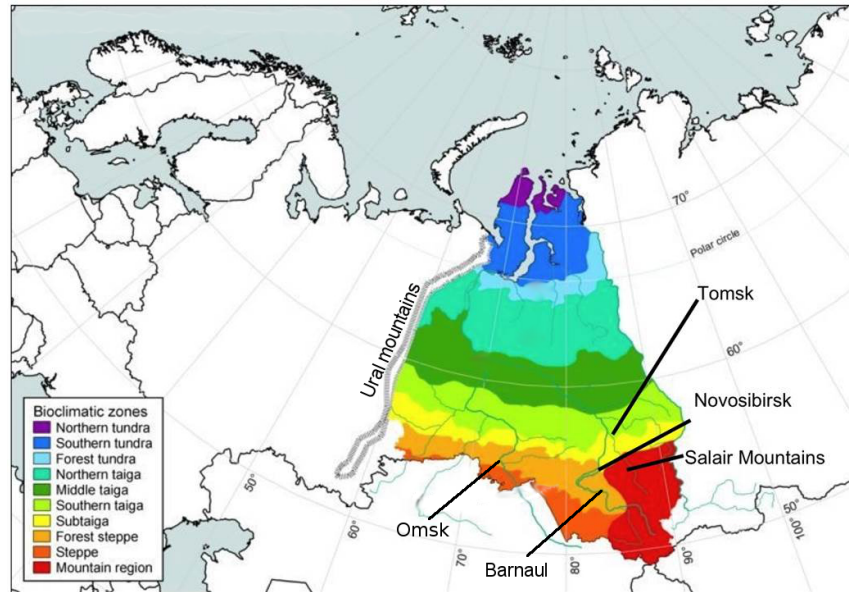 70°
Polar circle
Tomsk
60°
Ural mountains
Novosibirsk
Salair Mountains
Bioclimatic zones
Northern tundra
Southern tundra
Forest tundra
Northern taiga
Middle taiga
Southern taiga
Subtaiga
Forest steppe
Steppe
Mountain region
50°
60°
Omsk
70°
Barnaul
80°
90°
50°
100°